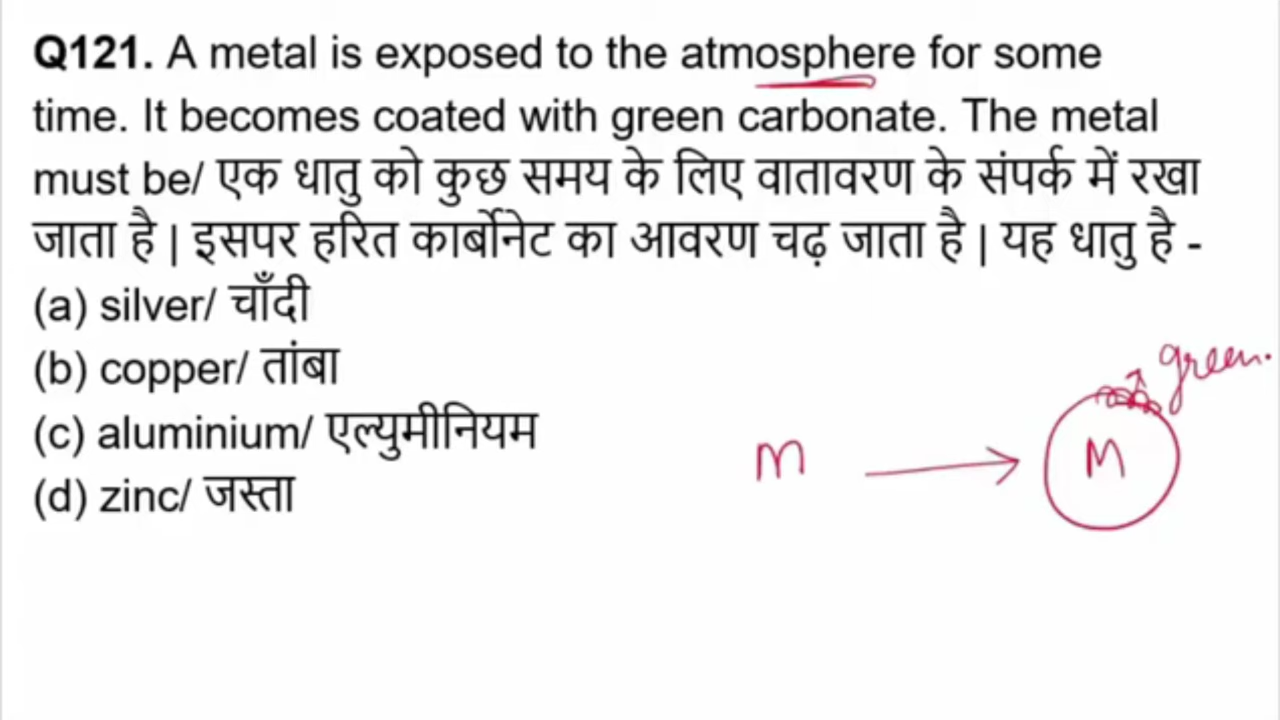 Q121. A metal is exposed to the atmosphere for some
time. It becomes coated with green carbonate. The metal
must be/ एक धातु को कुछ समय के लिए वातावरण के संपर्क में रखा
जाता है | इसपर हरित कार्बोनेट का आवरण चढ़ जाता है | यह धातु है -
(a) silver/ चाँदी
(b) copper/ तांबा
(c) aluminium/ एल्युमीनियम
(d) zinc/ जस्ता
green.
m
M